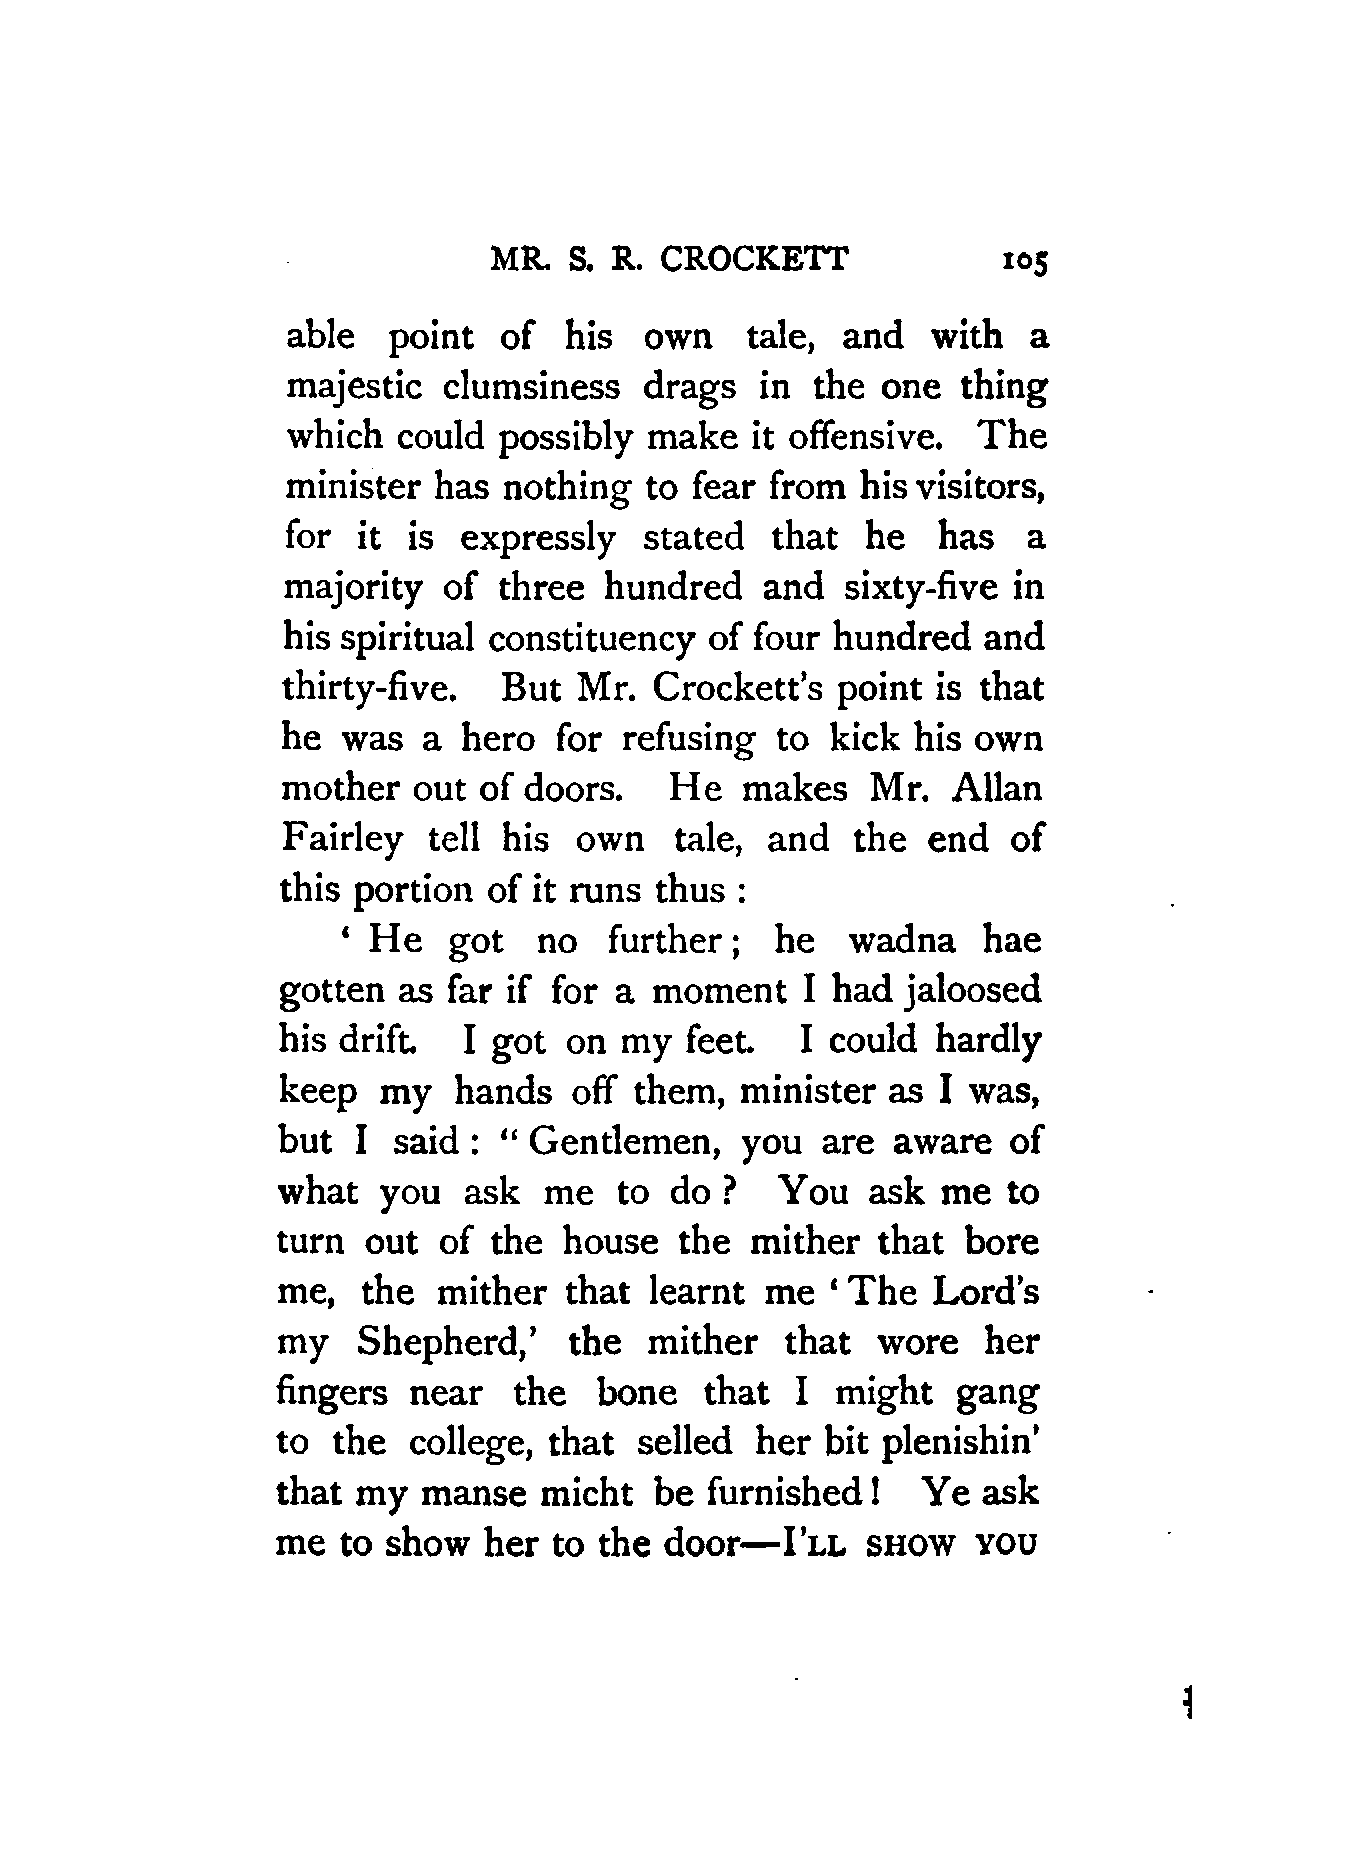 MR. S. R. CROCKETT 105
able point of his own tale, and with a
majestic clumsiness drags in the one thing
which could possibly make it offensive. The
minister has nothing to fear from his visitors,
for it is expressly stated that he has a
majority of three hundred and sixty-five in
his spiritual constituency of four hundred and
thirty-five. But Mr. Crockett's point is that
he was a hero for refusing to kick his own
mother out of doors. He makes Mr. Allan
Fairley tell his own tale, and the end of
this portion of it runs thus :
‘ He got no further ; he wadna hae
gotten as far if for a moment I had jaloosed
his drift. I got on my feet. I could hardly
keep my hands off them, minister as I was,
but I said : “ Gentlemen, you are aware of
what you ask me to do ? You ask me to
turn out of the house the mither that bore
me, the mither that learnt me ‘ The Lord's
my Shepherd,’ the mither that wore her
fingers near the bone that I might gang
to the college, that selled her bit plenishin’
that my manse micht be furnished ! Ye ask
me to show her to the door—I'LL SHOW YOU